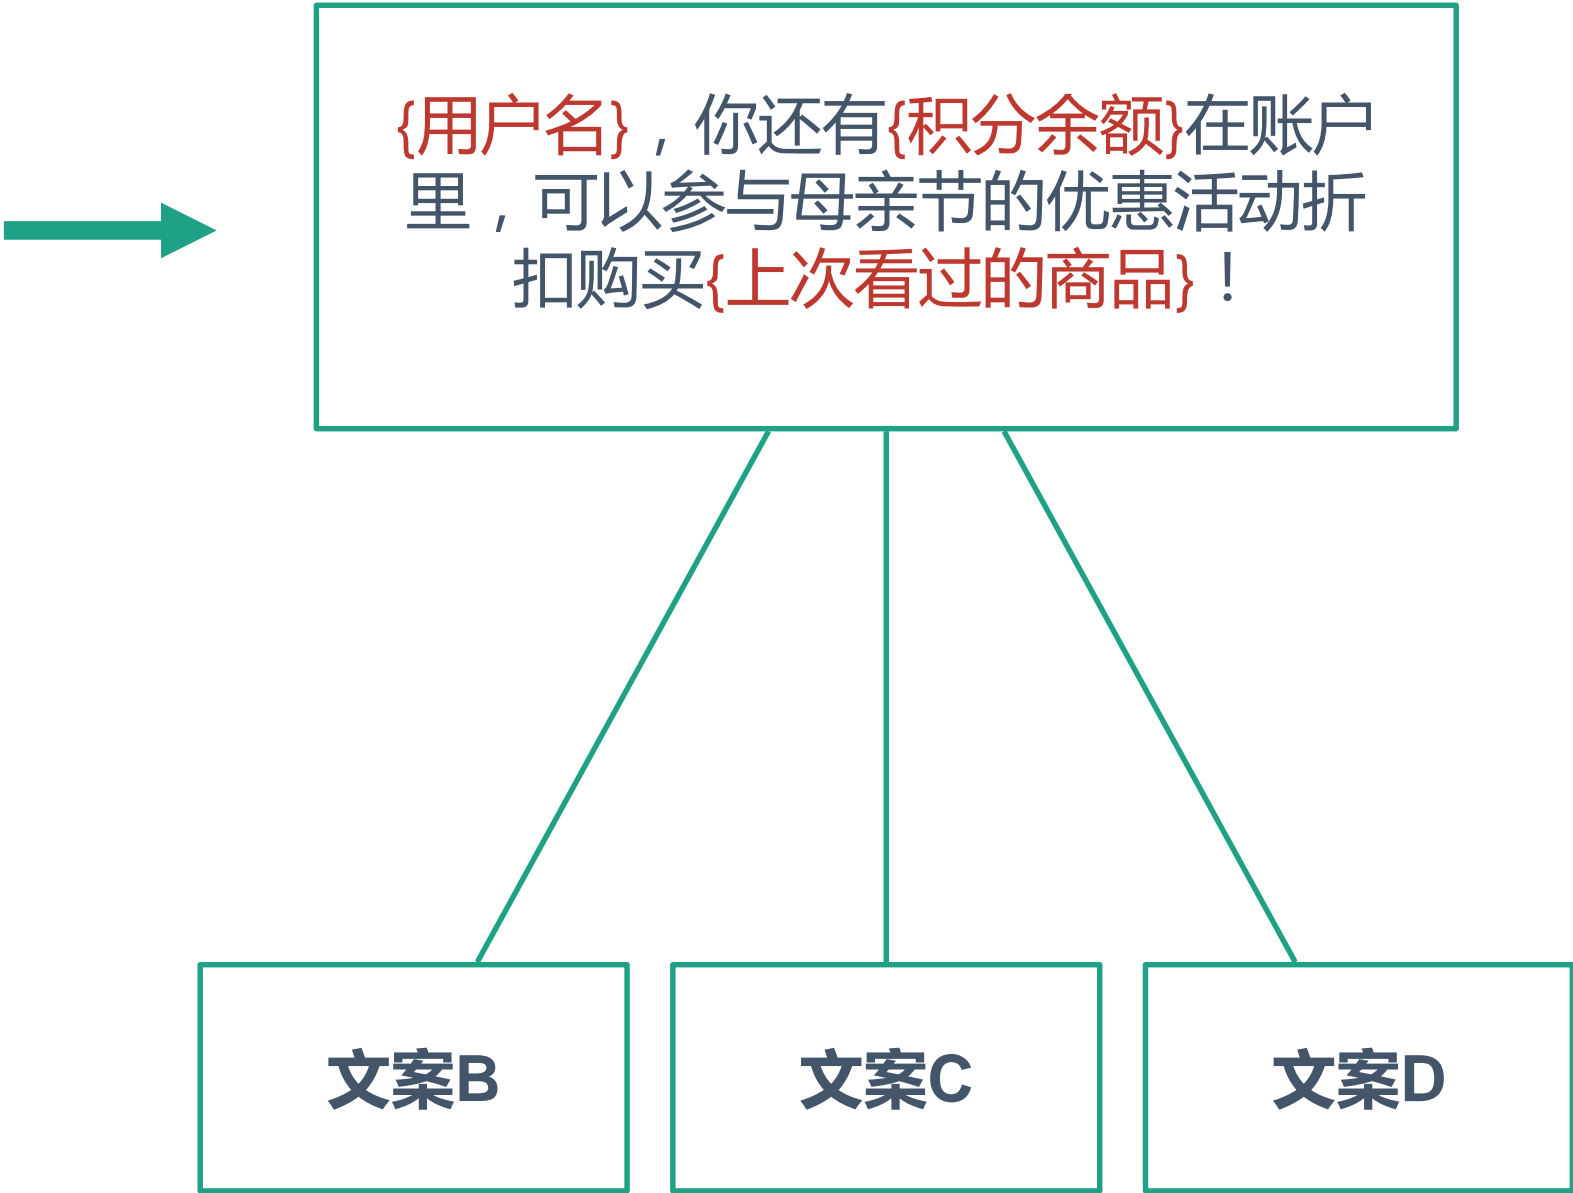 {用户名}，你还有{积分余额}在账户
里，可以参与母亲节的优惠活动折
扣购买{上次看过的商品}！
文案B
文案C
文案D